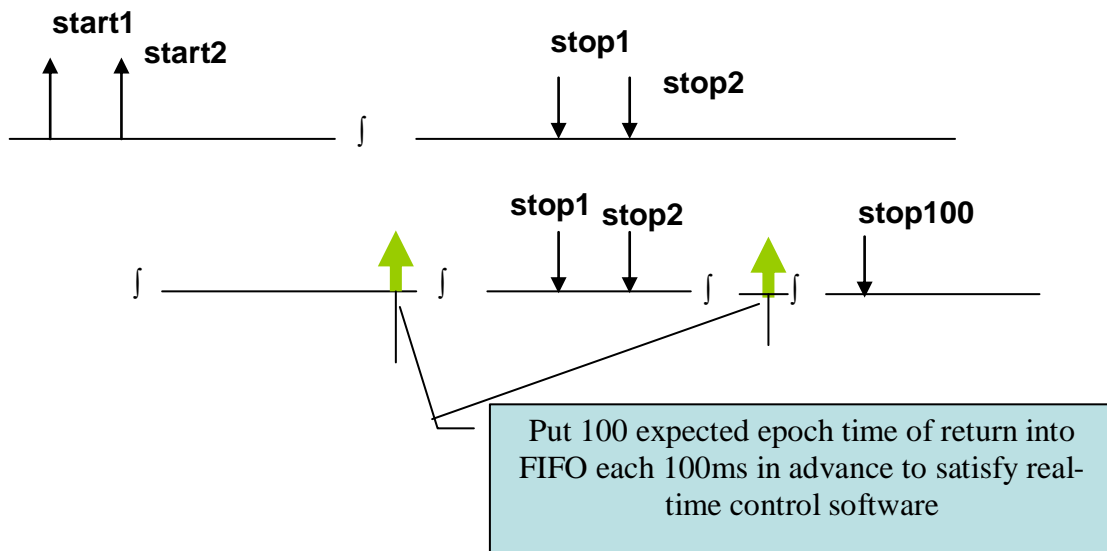 start1
start2
stop1
stop2
∫
stop1
stop2
stop100
∫
∫
∫
∫
Put 100 expected epoch time of return into
FIFO each 100ms in advance to satisfy real-
time control software